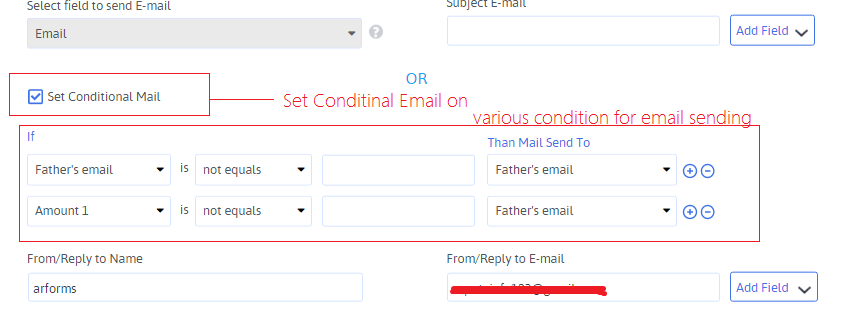 Select field to send E-mail
Subject E-mail
Email
?
Add Field
OR
Set Conditional Mail
Set Conditinal Email on
various condition for email sending
If
Than Mail Send To
Father's email is not equals Father's email
Amount 1 is not equals Father's email
From/Reply to Name
From/Reply to E-mail
arforms
Add Field